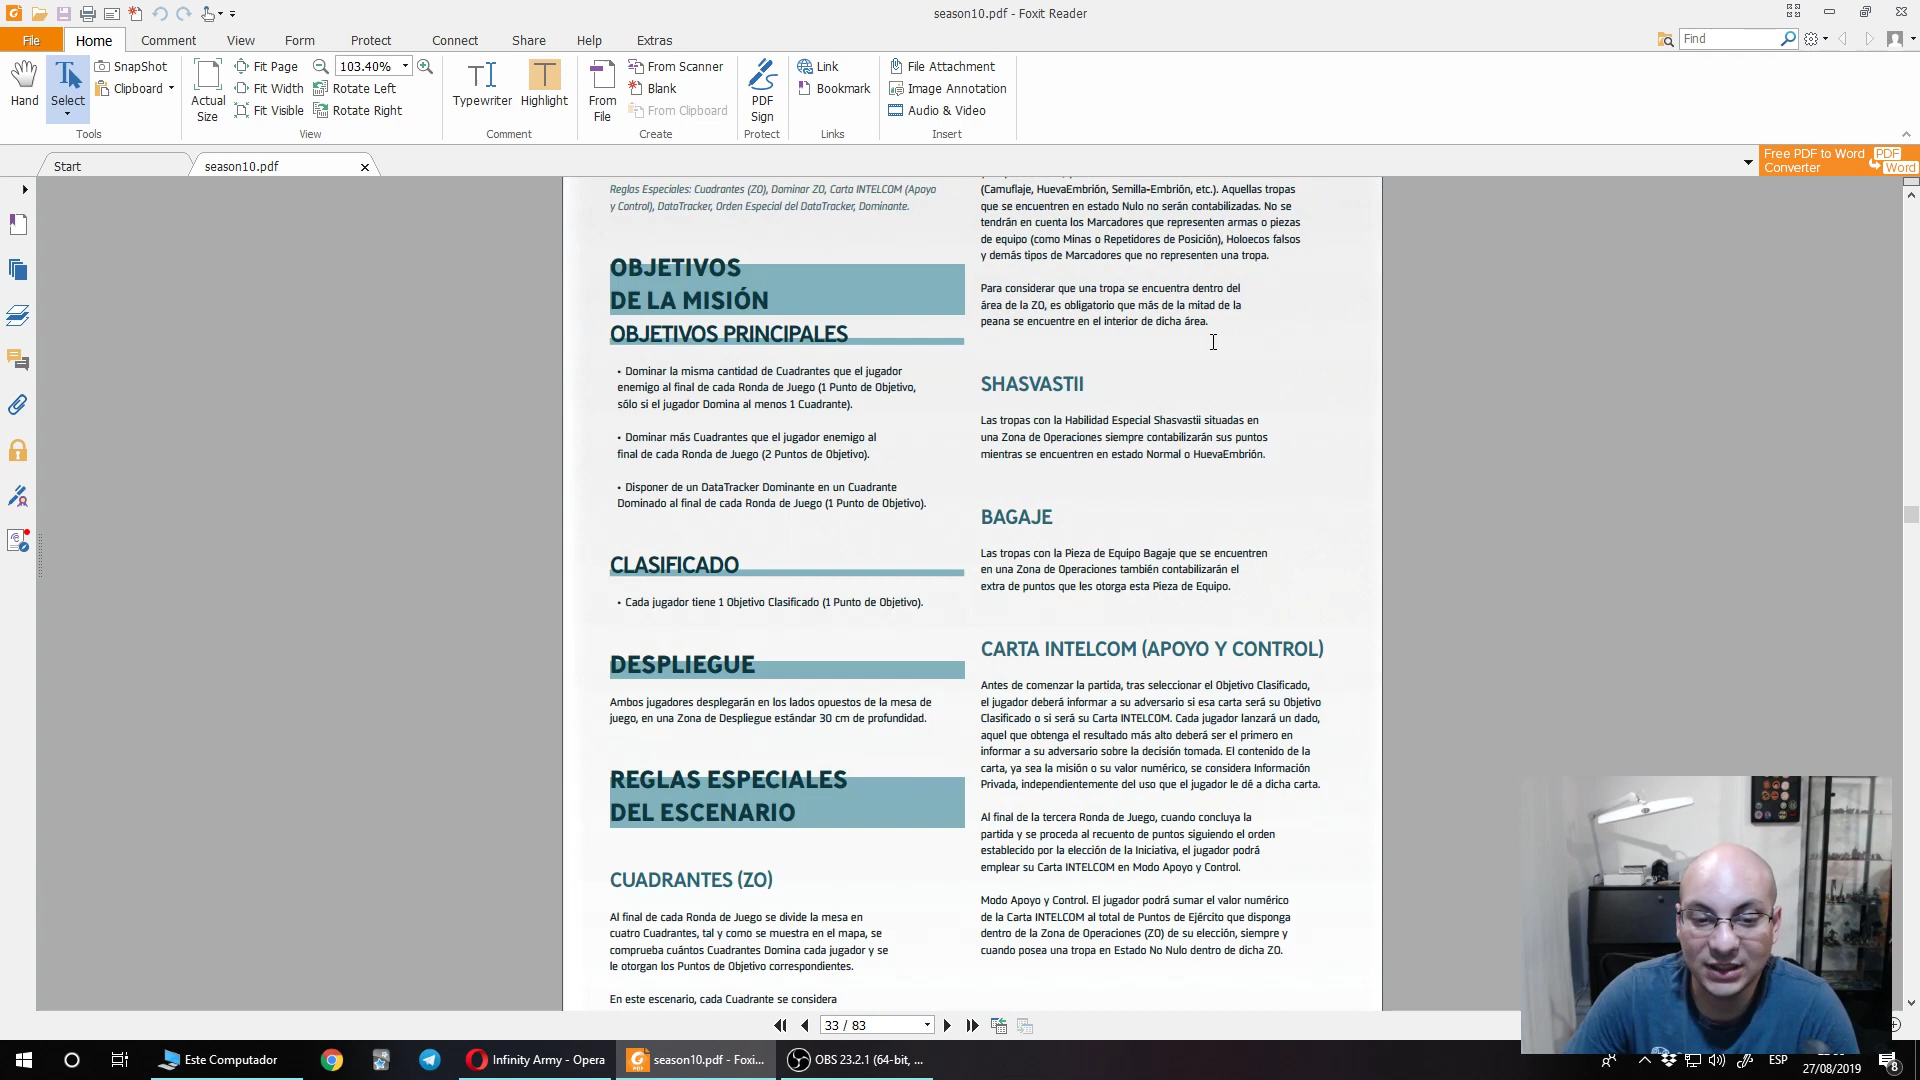 season10.pdf - Foxit Reader
File
Home
Comment
View
Form
Protect
Connect
Share
Help
Extras
Find
Hand
Select
SnapShot
Clipboard
Actual
Size
Fit Page
Fit Width
Fit Visible
103.40%
Rotate Left
Rotate Right
Typewriter
Highlight
From
File
From Scanner
Blank
From Clipboard
PDF
Sign
Link
Bookmark
File Attachment
Image Annotation
Audio & Video
Tools
View
Comment
Create
Protect
Links
Insert
Start
season10.pdf
Free PDF to Word
Converter
PDF
Word
Reglas Especiales: Cuadrantes (ZO), Dominar ZO, Carta INTELCOM (Apoyo
y Control), DataTracker, Orden Especial del DataTracker, Dominante.
OBJETIVOS
DE LA MISIÓN
OBJETIVOS PRINCIPALES
• Dominar la misma cantidad de Cuadrantes que el jugador
enemigo al final de cada Ronda de Juego (1 Punto de Objetivo,
sólo si el jugador Domina al menos 1 Cuadrante).
• Dominar más Cuadrantes que el jugador enemigo al
final de cada Ronda de Juego (2 Puntos de Objetivo).
• Disponer de un DataTracker Dominante en un Cuadrante
Dominado al final de cada Ronda de Juego (1 Punto de Objetivo).
CLASIFICADO
• Cada jugador tiene 1 Objetivo Clasificado (1 Punto de Objetivo).
DESPLIEGUE
Ambos jugadores desplegarán en los lados opuestos de la mesa de
juego, en una Zona de Despliegue estándar 30 cm de profundidad.
REGLAS ESPECIALES
DEL ESCENARIO
CUADRANTES (ZO)
Al final de cada Ronda de Juego se divide la mesa en
cuatro Cuadrantes, tal y como se muestra en el mapa, se
comprueba cuántos Cuadrantes Domina cada jugador y se
le otorgan los Puntos de Objetivo correspondientes.
En este escenario, cada Cuadrante se considera
(Camuflaje, HuevaEmbrión, Semilla-Embrión, etc.). Aquellas tropas
que se encuentren en estado Nulo no serán contabilizadas. No se
tendrán en cuenta los Marcadores que representen armas o piezas
de equipo (como Minas o Repetidores de Posición), Holoecos falsos
y demás tipos de Marcadores que no representen una tropa.
Para considerar que una tropa se encuentra dentro del
área de la ZO, es obligatorio que más de la mitad de la
peana se encuentre en el interior de dicha área.
SHASVASTII
Las tropas con la Habilidad Especial Shasvastii situadas en
una Zona de Operaciones siempre contabilizarán sus puntos
mientras se encuentren en estado Normal o HuevaEmbrión.
BAGAJE
Las tropas con la Pieza de Equipo Bagaje que se encuentren
en una Zona de Operaciones también contabilizarán el
extra de puntos que les otorga esta Pieza de Equipo.
CARTA INTELCOM (APOYO Y CONTROL)
Antes de comenzar la partida, tras seleccionar el Objetivo Clasificado,
el jugador deberá informar a su adversario si esa carta será su Objetivo
Clasificado o si será su Carta INTELCOM. Cada jugador lanzará un dado,
aquel que obtenga el resultado más alto deberá ser el primero en
informar a su adversario sobre la decisión tomada. El contenido de la
carta, ya sea la misión o su valor numérico, se considera Información
Privada, independientemente del uso que el jugador le dé a dicha carta.
Al final de la tercera Ronda de Juego, cuando concluya la
partida y se proceda al recuento de puntos siguiendo el orden
establecido por la elección de la Iniciativa, el jugador podrá
emplear su Carta INTELCOM en Modo Apoyo y Control.
Modo Apoyo y Control. El jugador podrá sumar el valor numérico
de la Carta INTELCOM al total de Puntos de Ejército que disponga
dentro de la Zona de Operaciones (ZO) de su elección, siempre y
cuando posea una tropa en Estado No Nulo dentro de dicha ZO.
33 / 83
Este Computador
Infinity Army - Opera
season10.pdf - Foxi...
OBS 23.2.1 (64-bit, ...
ESP
27/08/2019
8